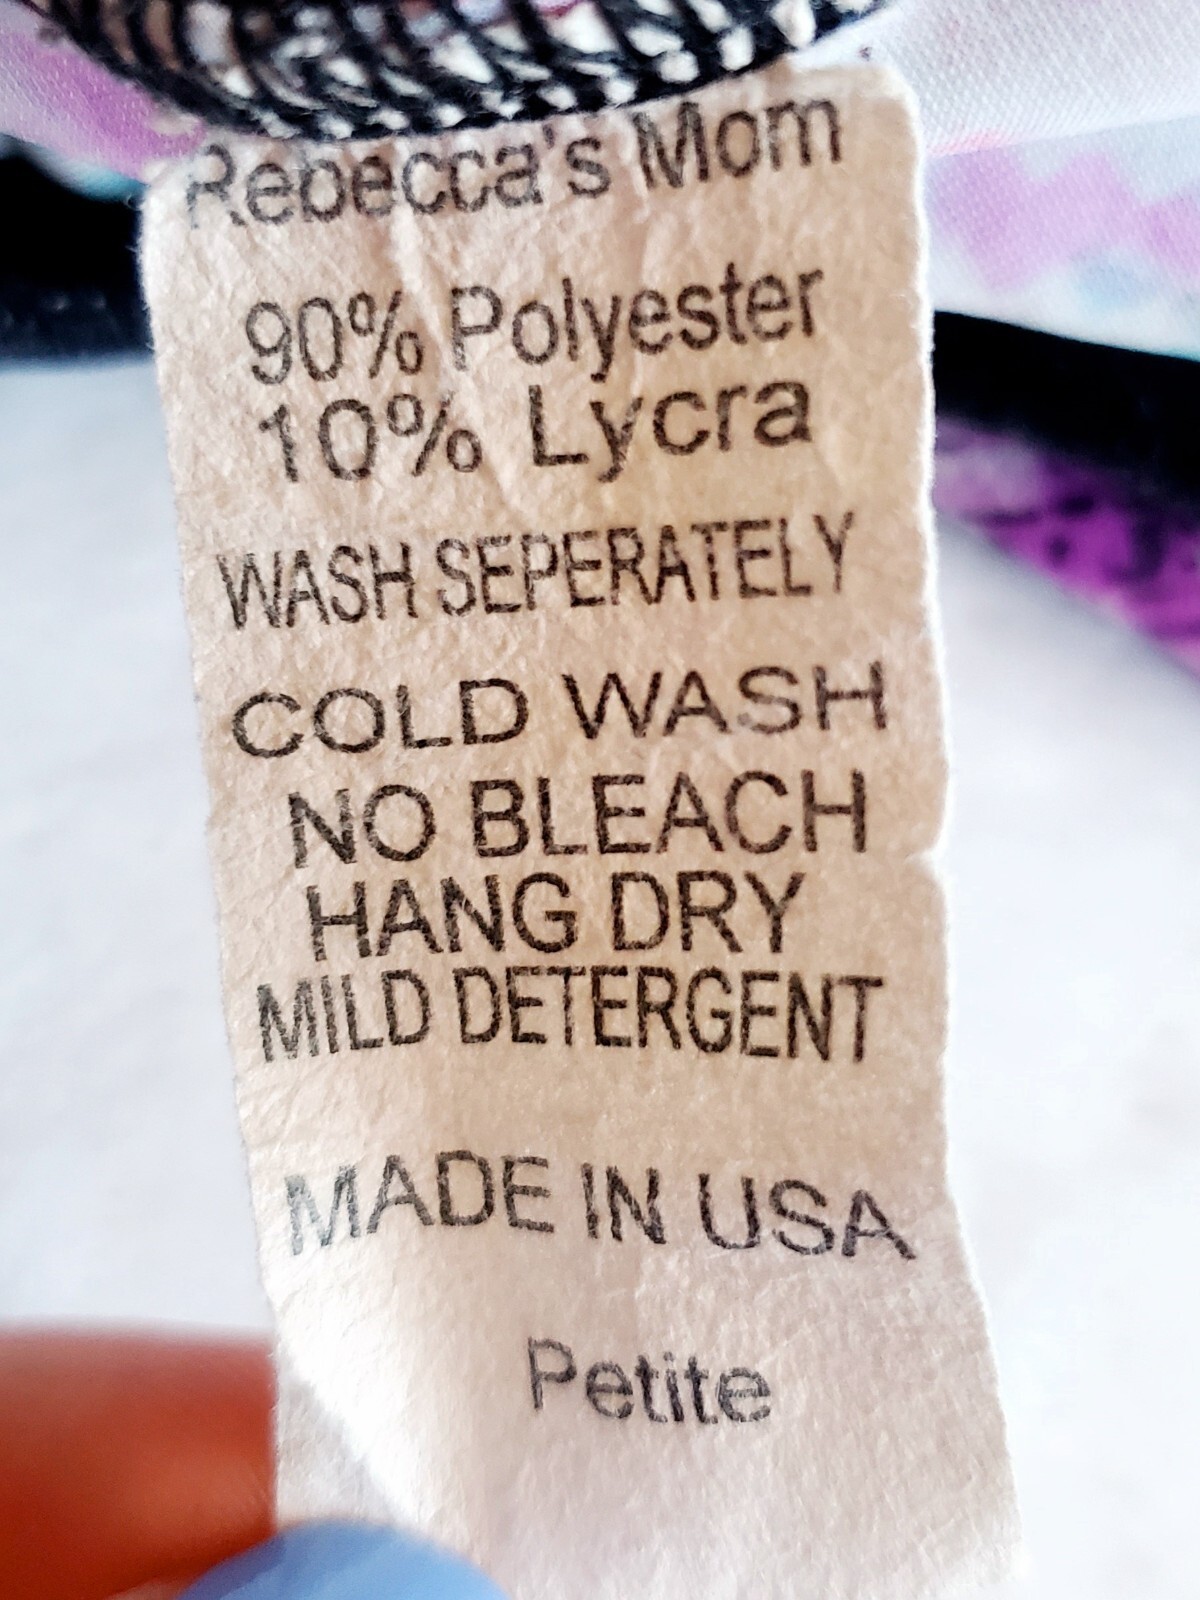 Rebecca's Mom
90% Polyester
10% Lycra
WASH SEPERATELY
COLD WASH
NO BLEACH
HANG DRY
MILD DETERGENT
MADE IN USA
Petite